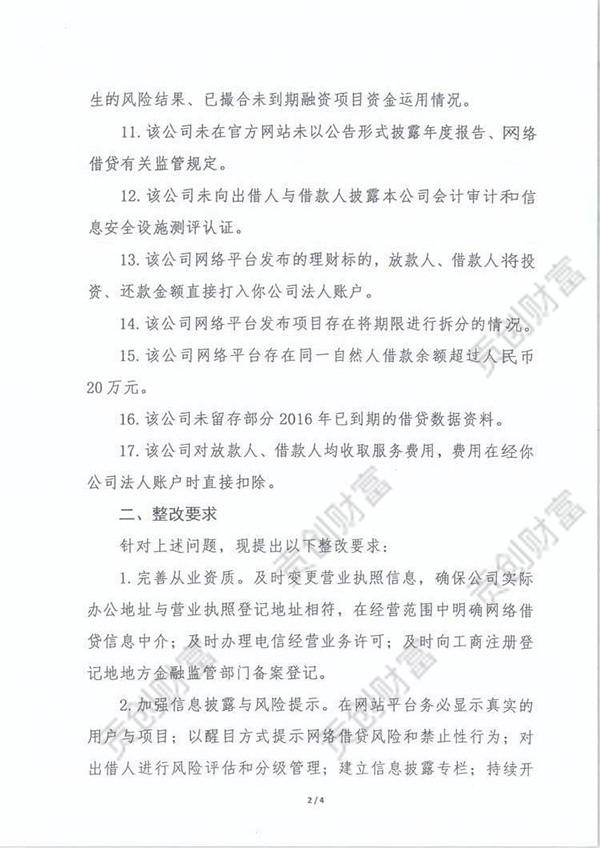 生的风险结果、已撮合未到期融资项目资金运用情况。
11.该公司未在官方网站未以公告形式披露年度报告、网络
借贷有关监管规定。
12.该公司未向出借人与借款人披露本公司会计审计和信
息安全设施测评认证。
13.该公司网络平台发布的理财标的，放款人、借款人将投
资、还款金额直接打入你公司法人账户。
14.该公司网络平台发布项目存在将期限进行拆分的情况。
15.该公司网络平台存在同一自然人借款余额超过人民币
20万元。
16.该公司未留存部分2016年已到期的借贷数据资料。
17.该公司对放款人、借款人均收取服务费用，费用在经你
公司法人账户时直接扣除。
二、整改要求
针对上述问题，现提出以下整改要求：
1.完善从业资质。及时变更营业执照信息，确保公司实际
办公地址与营业执照登记地址相符，在经营范围中明确网络借
贷信息中介；及时办理电信经营业务许可；及时向工商注册登
记地地方金融监管部门备案登记。
2.加强信息披露与风险提示。在网站平台务必显示真实的
用户与项目；以醒目方式提示网络借贷风险和禁止性行为；对
出借人进行风险评估和分级管理；建立信息披露专栏；持续开
2/4
贡创财富
贡创财富
贡创财富
贡创财富
贡创财富